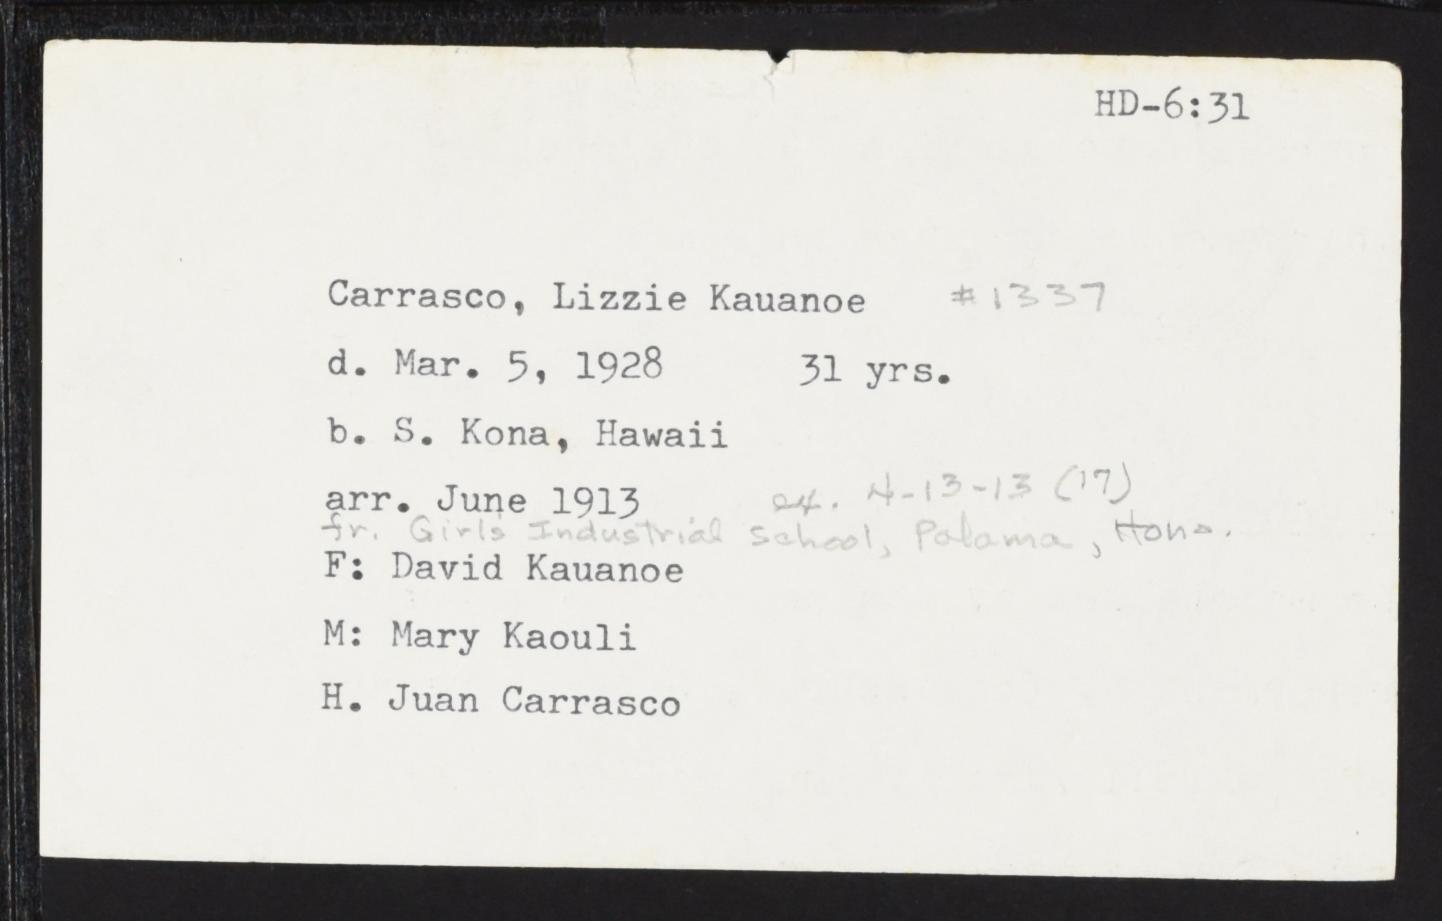 HD-6:31
Carrasco, Lizzie Kauanoe #1337
d. Mar. 5, 1928 31 yrs.
b. S. Kona, Hawaii
arr. June 1913 ex. 4-13-13 (17)
fr. Girls Industrial School, Palama, Hono.
F: David Kauanoe
M: Mary Kaouli
H. Juan Carrasco